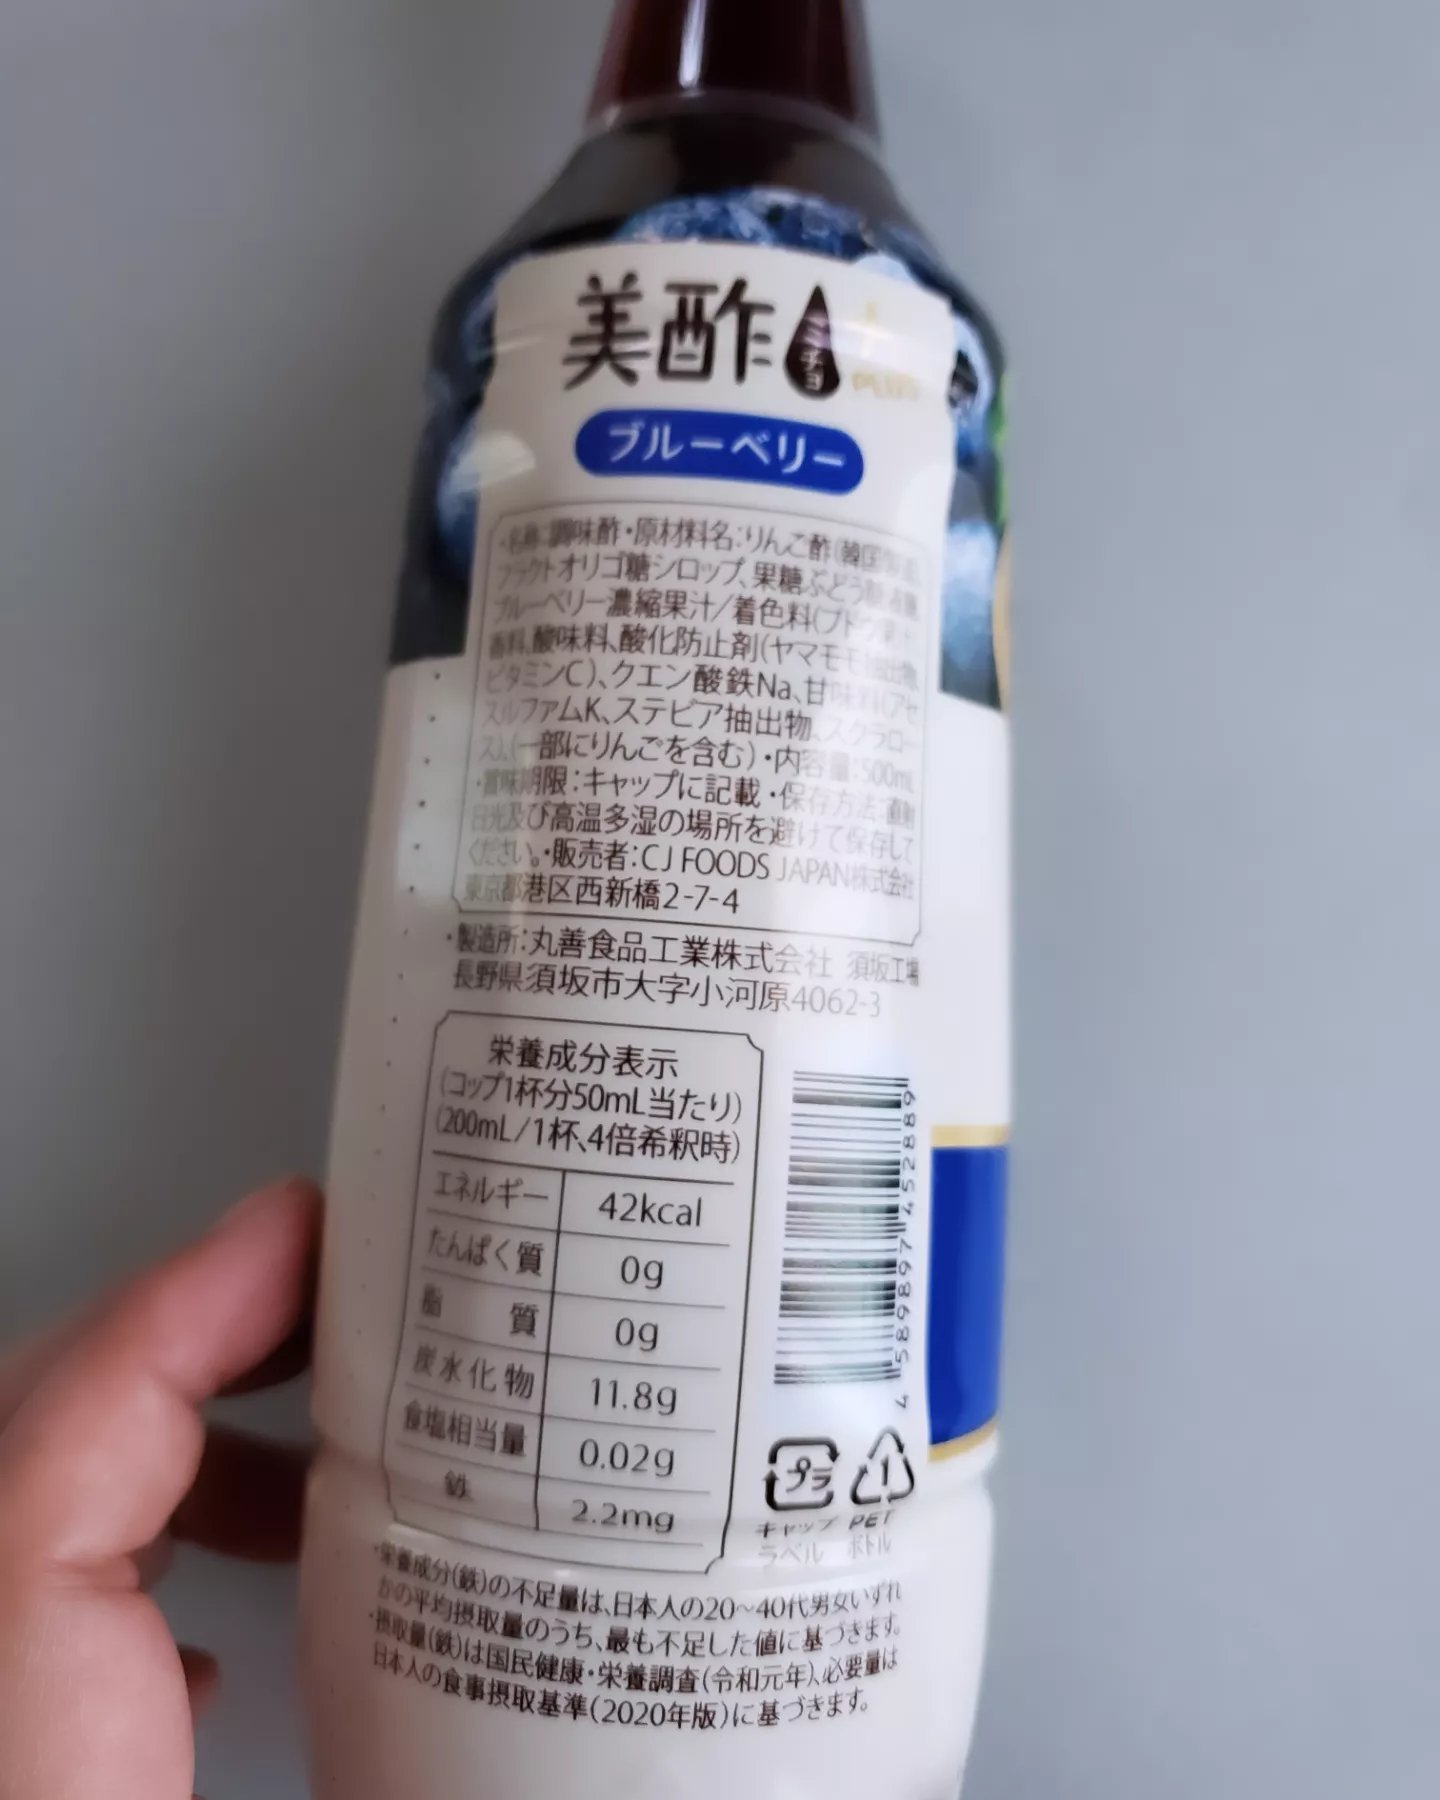 美酢
ミチョ
PLUS
ブルーベリー
・名称：調味酢・原材料名：りんご酢（韓国製造）、
フラクトオリゴ糖シロップ、果糖ぶどう糖液糖、
ブルーベリー濃縮果汁／着色料（ブドウ果汁）、
香料、酸味料、酸化防止剤（ヤマモモ抽出物、
ビタミンC）、クエン酸鉄Na、甘味料（アセ
スルファムK、ステビア抽出物、スクラロー
ス）、（一部にりんごを含む）・内容量：500mL
・賞味期限：キャップに記載・保存方法：直射
日光及び高温多湿の場所を避けて保存して
ください。・販売者：CJ FOODS JAPAN株式会社
東京都港区西新橋2-7-4
・製造所：丸善食品工業株式会社 須坂工場
長野県須坂市大字小河原4062-3
栄養成分表示
（コップ1杯分50mL当たり）
（200mL/1杯、4倍希釈時）
エネルギー 42kcal
たんぱく質 0g
脂質 0g
炭水化物 11.8g
食塩相当量 0.02g
鉄 2.2mg
4589897452889
プラ
キャップ
ラベル
1
PET
ボトル
・栄養成分（鉄）の不足量は、日本人の20〜40代男女いずれ
かの平均摂取量のうち、最も不足した値に基づきます。
・摂取量（鉄）は国民健康・栄養調査（令和元年）、必要量は
日本人の食事摂取基準（2020年版）に基づきます。